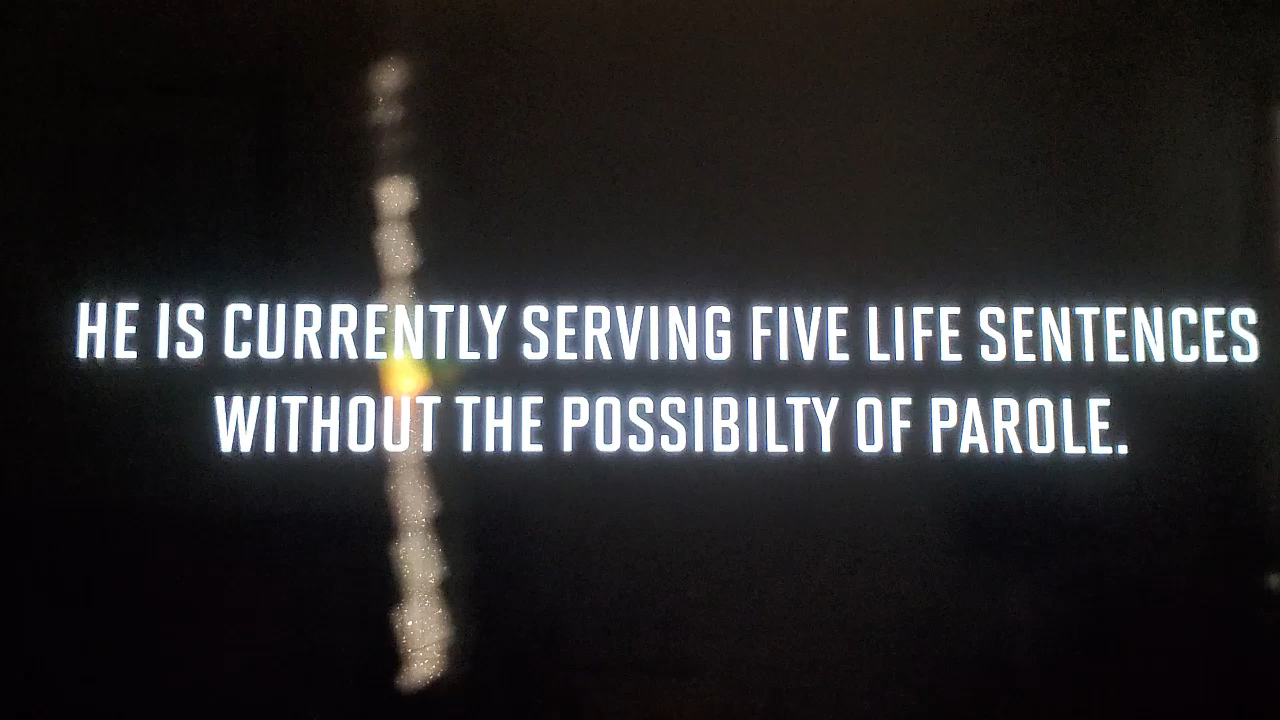 HE IS CURRENTLY SERVING FIVE LIFE SENTENCES
WITHOUT THE POSSIBILTY OF PAROLE.